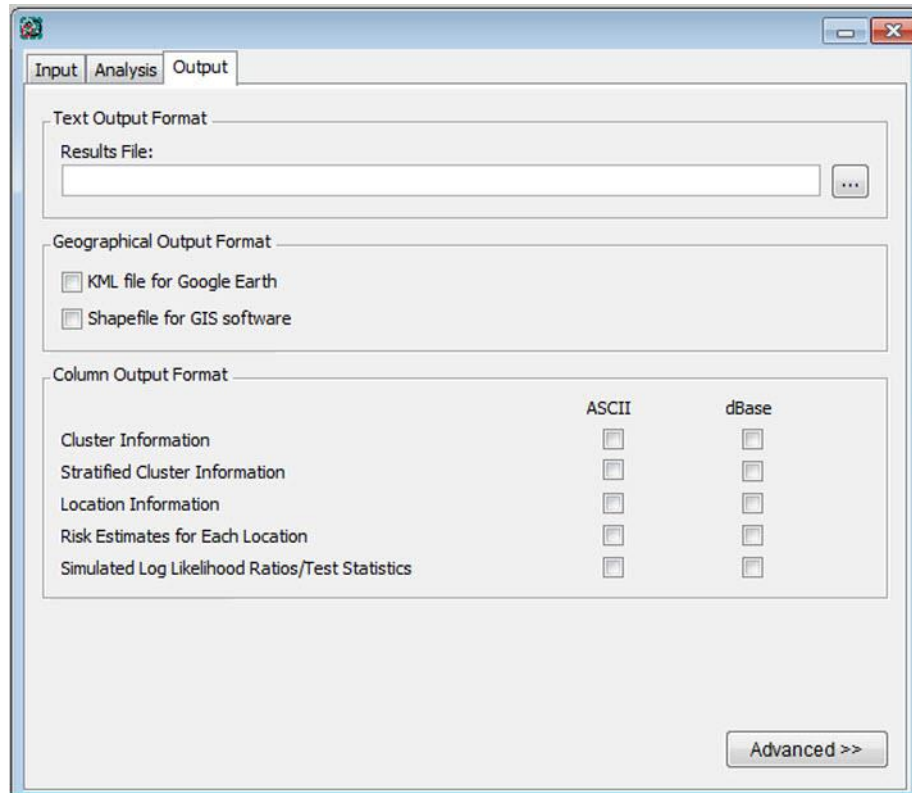 Input Analysis Output
Text Output Format
Results File:
...
Geographical Output Format
KML file for Google Earth
Shapefile for GIS software
Column Output Format
ASCII dBase
Cluster Information
Stratified Cluster Information
Location Information
Risk Estimates for Each Location
Simulated Log Likelihood Ratios/Test Statistics
Advanced >>